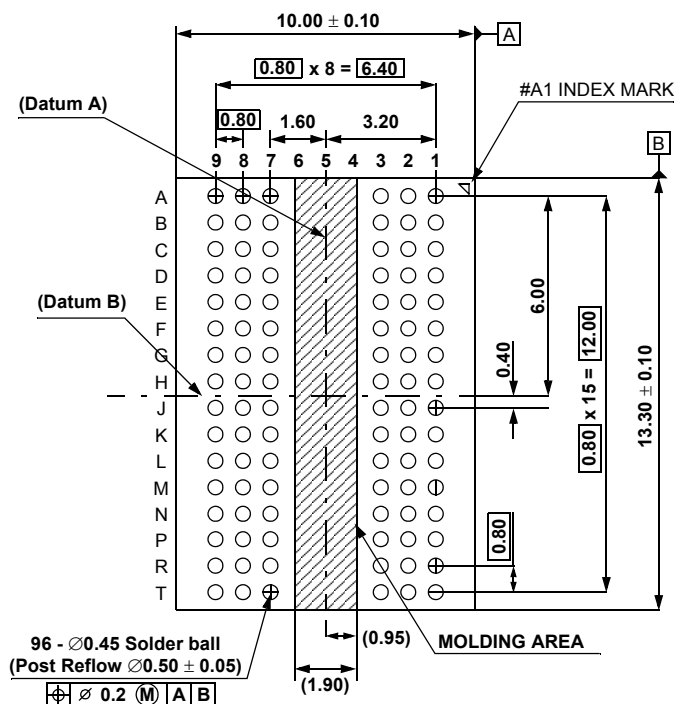 10.00 ± 0.10
A
0.80 x 8 = 6.40
#A1 INDEX MARK
(Datum A)
0.80
1.60
3.20
B
9 8 7 6 5 4 3 2 1
A
B
C
D
E
(Datum B)
F
G
H
J
K
L
M
N
P
R
T
6.00
0.40
0.80 x 15 = 12.00
13.30 ± 0.10
0.80
96 - ∅0.45 Solder ball
(Post Reflow ∅0.50 ± 0.05)
⌖ ⌀ 0.2 Ⓜ A B
(0.95)
MOLDING AREA
(1.90)